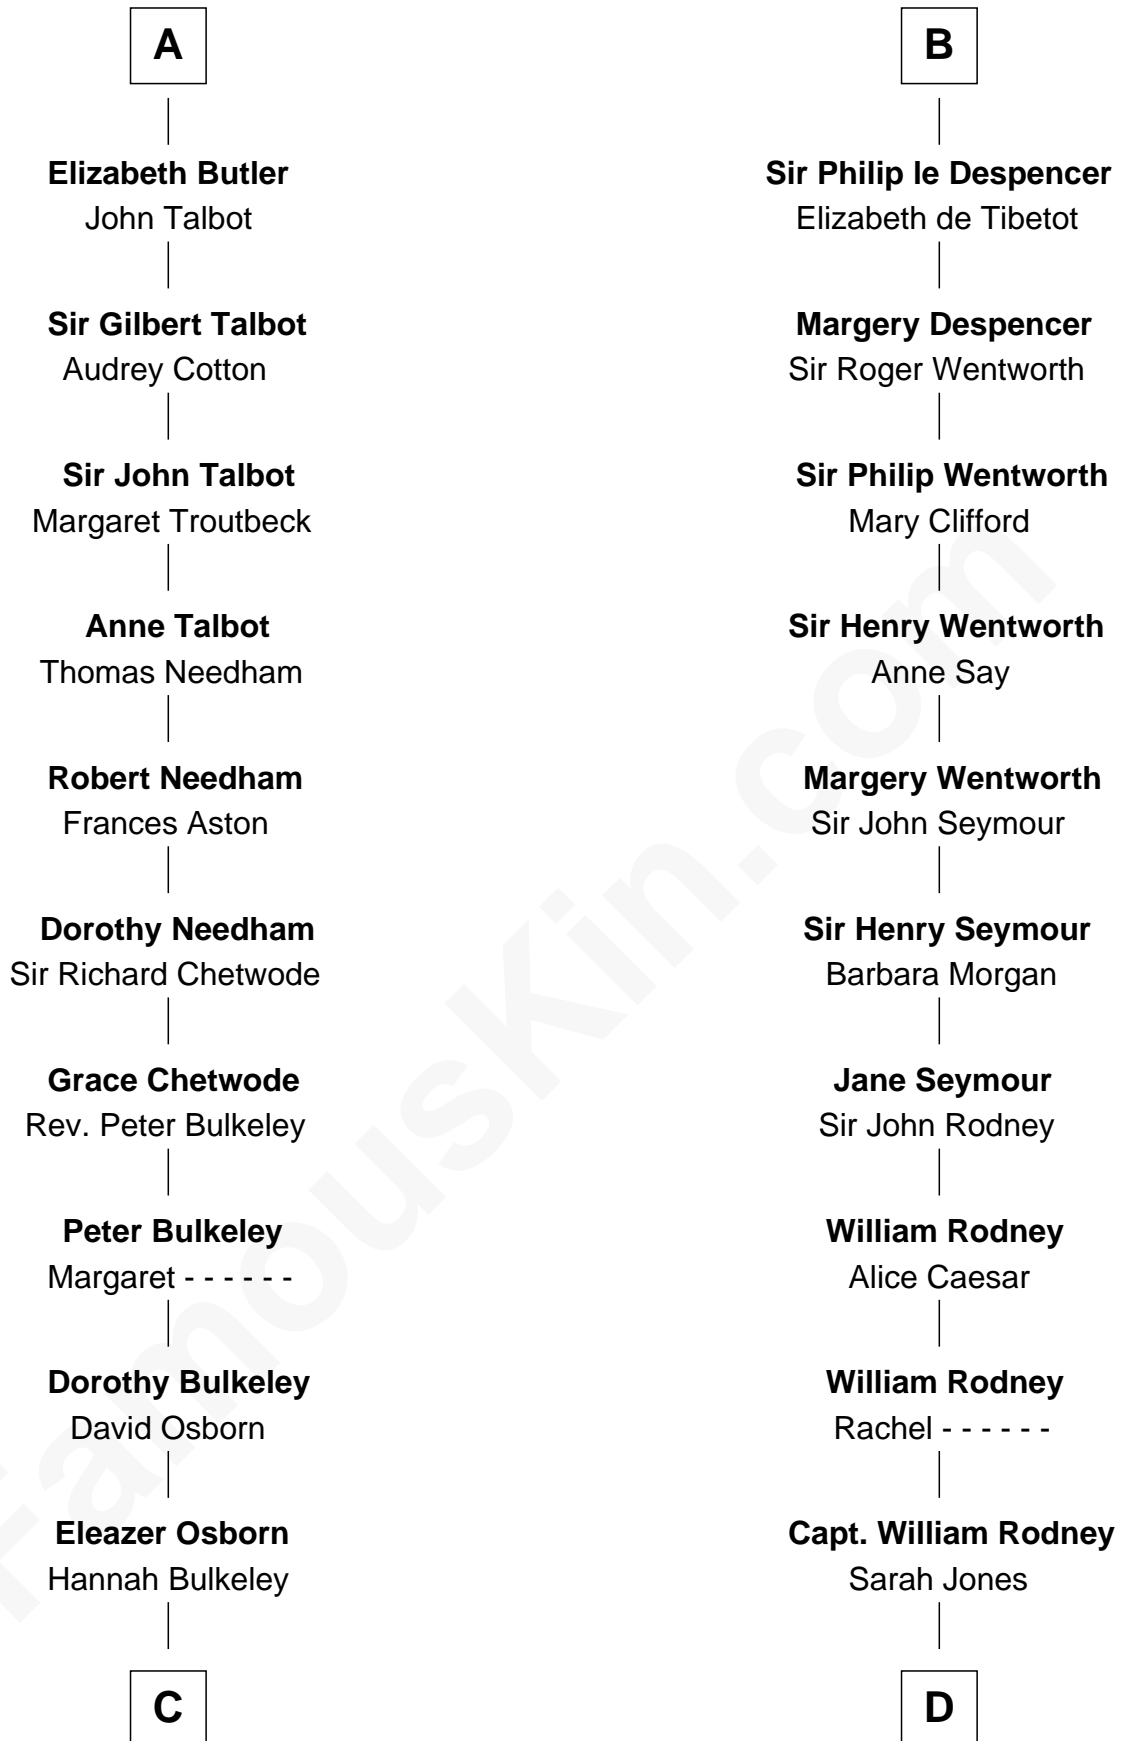 A
Elizabeth Butler
John Talbot
Sir Gilbert Talbot
Audrey Cotton
Sir John Talbot
Margaret Troutbeck
Anne Talbot
Thomas Needham
Robert Needham
Frances Aston
Dorothy Needham
Sir Richard Chetwode
Grace Chetwode
Rev. Peter Bulkeley
Peter Bulkeley
Margaret - - - - - -
Dorothy Bulkeley
David Osborn
Eleazer Osborn
Hannah Bulkeley
C
B
Sir Philip le Despencer
Elizabeth de Tibetot
Margery Despencer
Sir Roger Wentworth
Sir Philip Wentworth
Mary Clifford
Sir Henry Wentworth
Anne Say
Margery Wentworth
Sir John Seymour
Sir Henry Seymour
Barbara Morgan
Jane Seymour
Sir John Rodney
William Rodney
Alice Caesar
William Rodney
Rachel - - - - - -
Capt. William Rodney
Sarah Jones
D
FamousKin.com